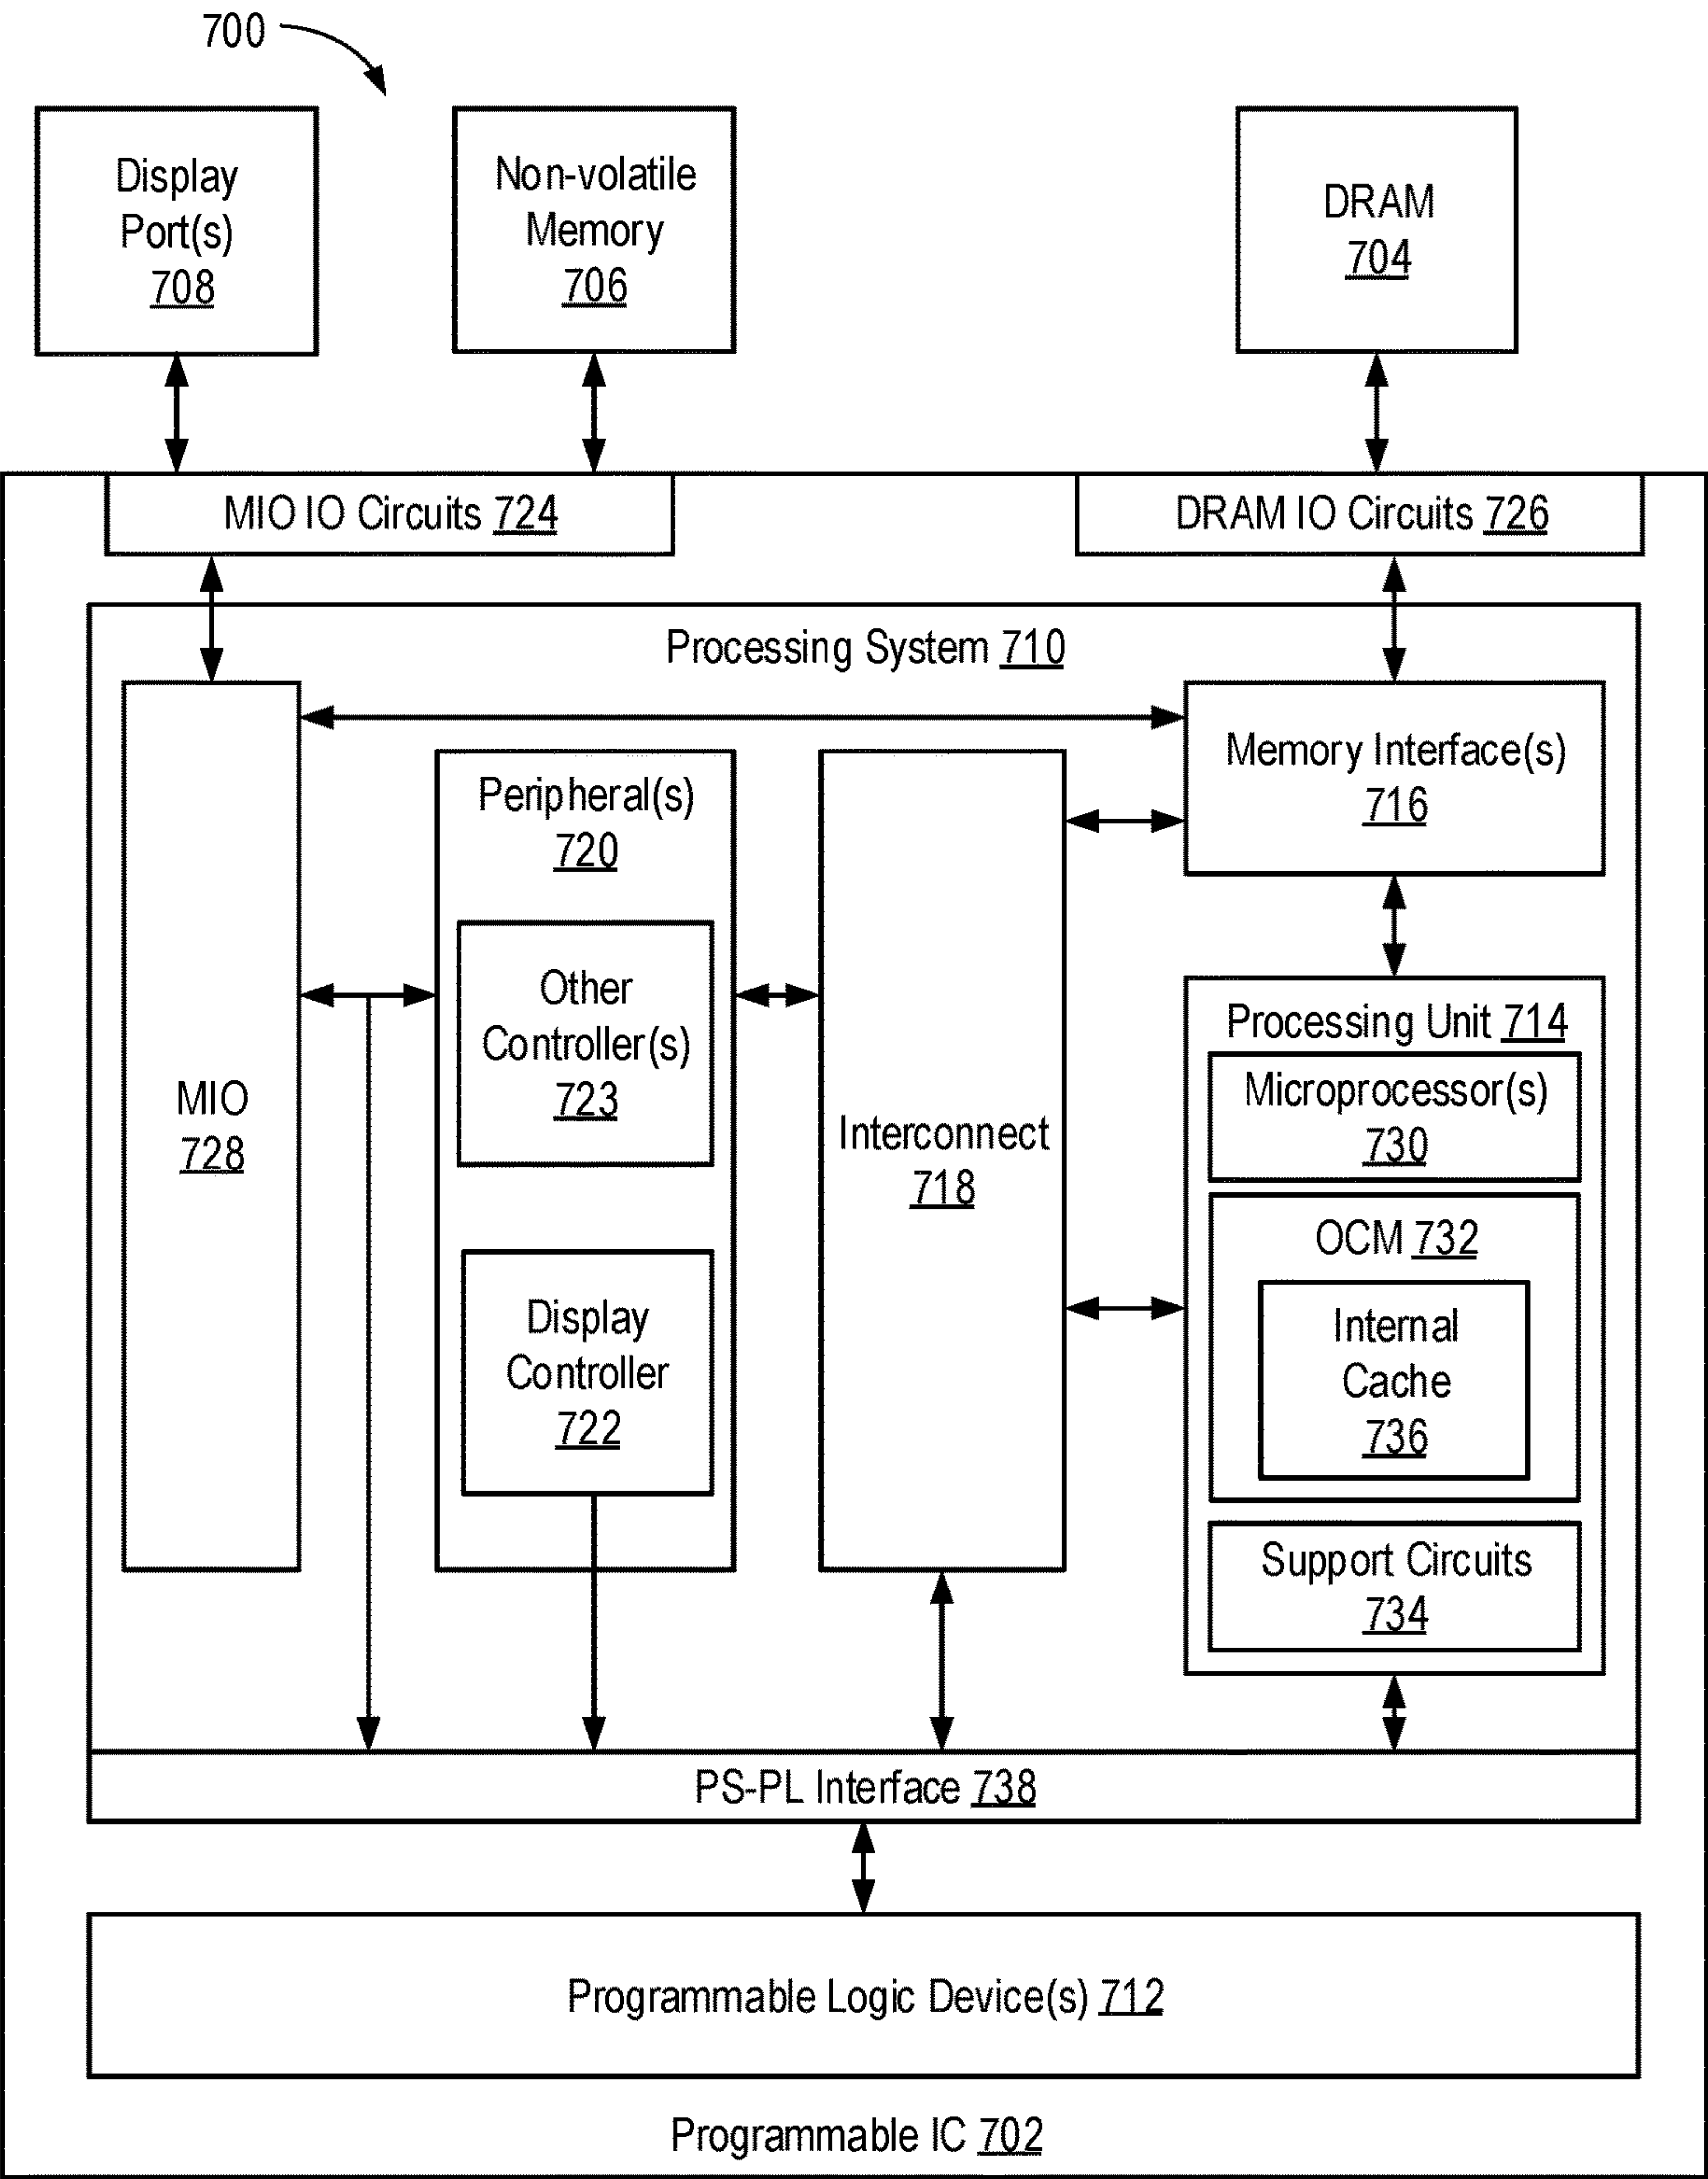 700
Display
Port(s)
708
Non-volatile
Memory
706
DRAM
704
MIO IO Circuits 724
DRAM IO Circuits 726
Processing System 710
MIO
728
Peripheral(s)
720
Other
Controller(s)
723
Display
Controller
722
Interconnect
718
Memory Interface(s)
716
Processing Unit 714
Microprocessor(s)
730
OCM 732
Internal
Cache
736
Support Circuits
734
PS-PL Interface 738
Programmable Logic Device(s) 712
Programmable IC 702